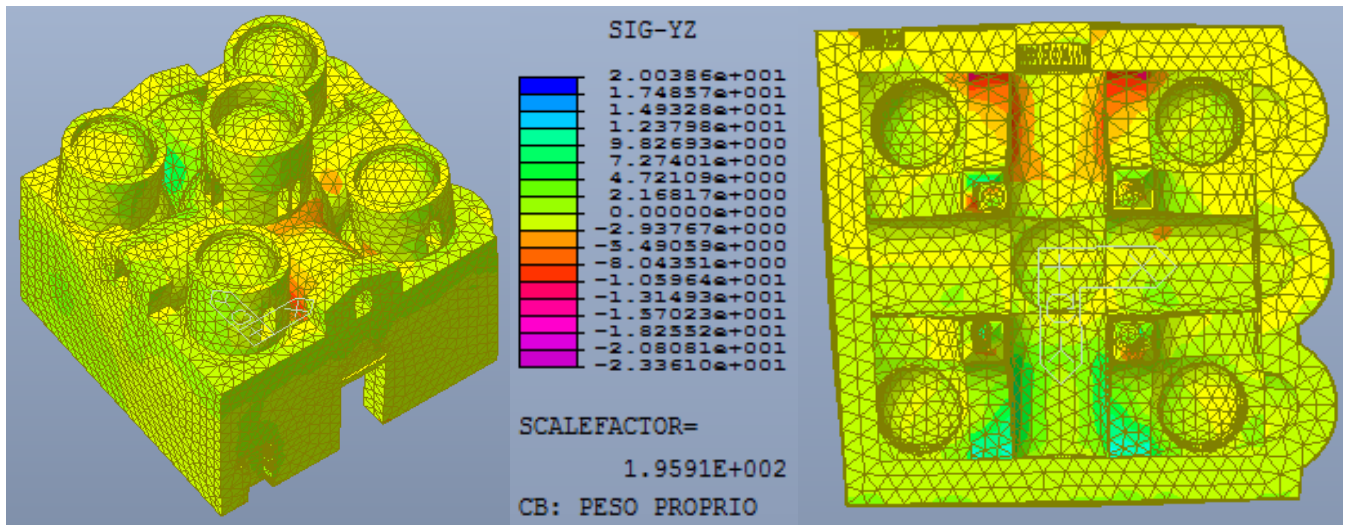 SIG-YZ
2.00386e+001
1.74857e+001
1.49328e+001
1.23798e+001
9.82693e+000
7.27401e+000
4.72109e+000
2.16817e+000
0.00000e+000
-2.93767e+000
-5.49059e+000
-8.04351e+000
-1.05964e+001
-1.31493e+001
-1.57023e+001
-1.82552e+001
-2.08081e+001
-2.33610e+001
SCALEFACTOR=
1.9591E+002
CB: PESO PROPRIO